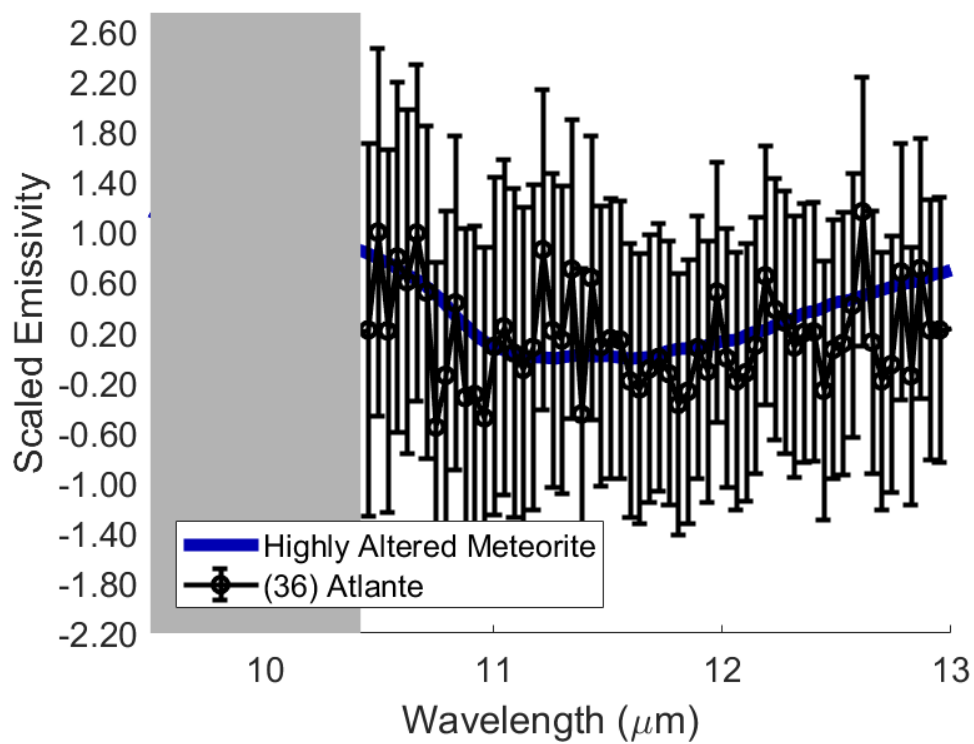 2.60
2.20
1.80
1.40
1.00
0.60
0.20
-0.20
-0.60
-1.00
-1.40
-1.80
-2.20
Scaled Emissivity
Highly Altered Meteorite
(36) Atlante
10 11 12 13
Wavelength (μm)